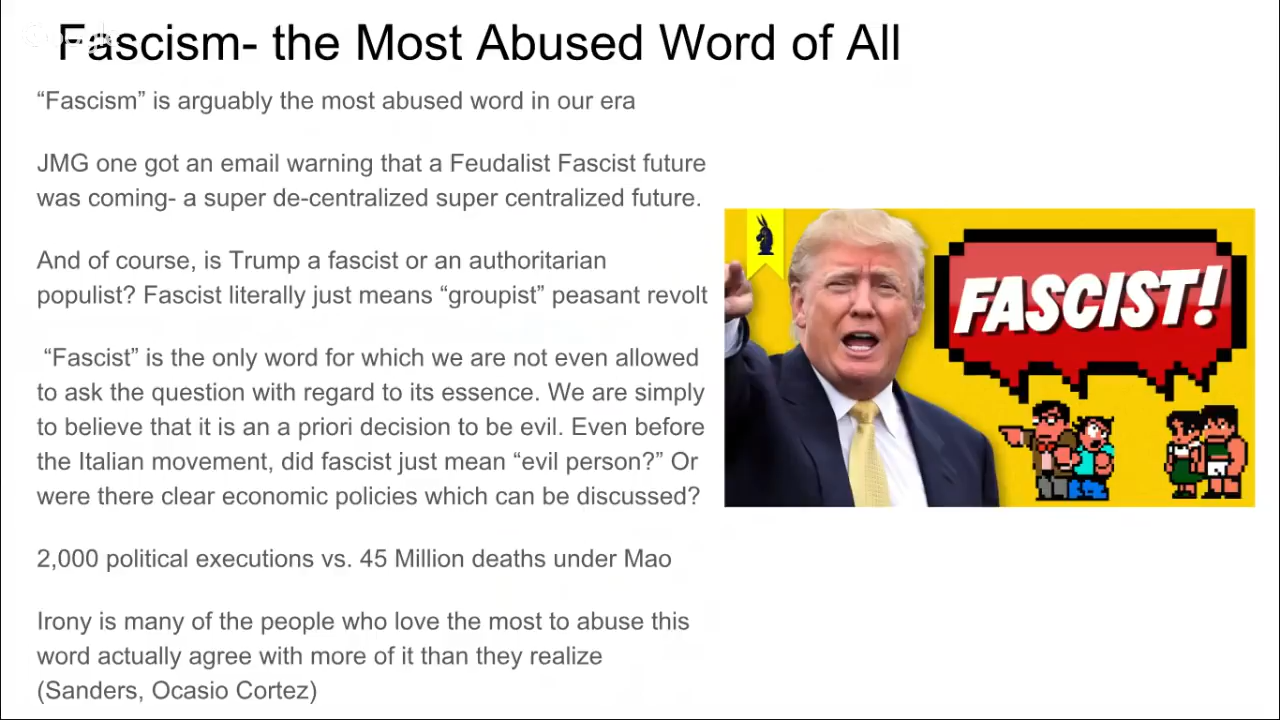 Google
Fascism- the Most Abused Word of All
“Fascism” is arguably the most abused word in our era
JMG one got an email warning that a Feudalist Fascist future
was coming- a super de-centralized super centralized future.
And of course, is Trump a fascist or an authoritarian
populist? Fascist literally just means “groupist” peasant revolt
“Fascist” is the only word for which we are not even allowed
to ask the question with regard to its essence. We are simply
to believe that it is an a priori decision to be evil. Even before
the Italian movement, did fascist just mean “evil person?” Or
were there clear economic policies which can be discussed?
2,000 political executions vs. 45 Million deaths under Mao
Irony is many of the people who love the most to abuse this
word actually agree with more of it than they realize
(Sanders, Ocasio Cortez)
FASCIST!